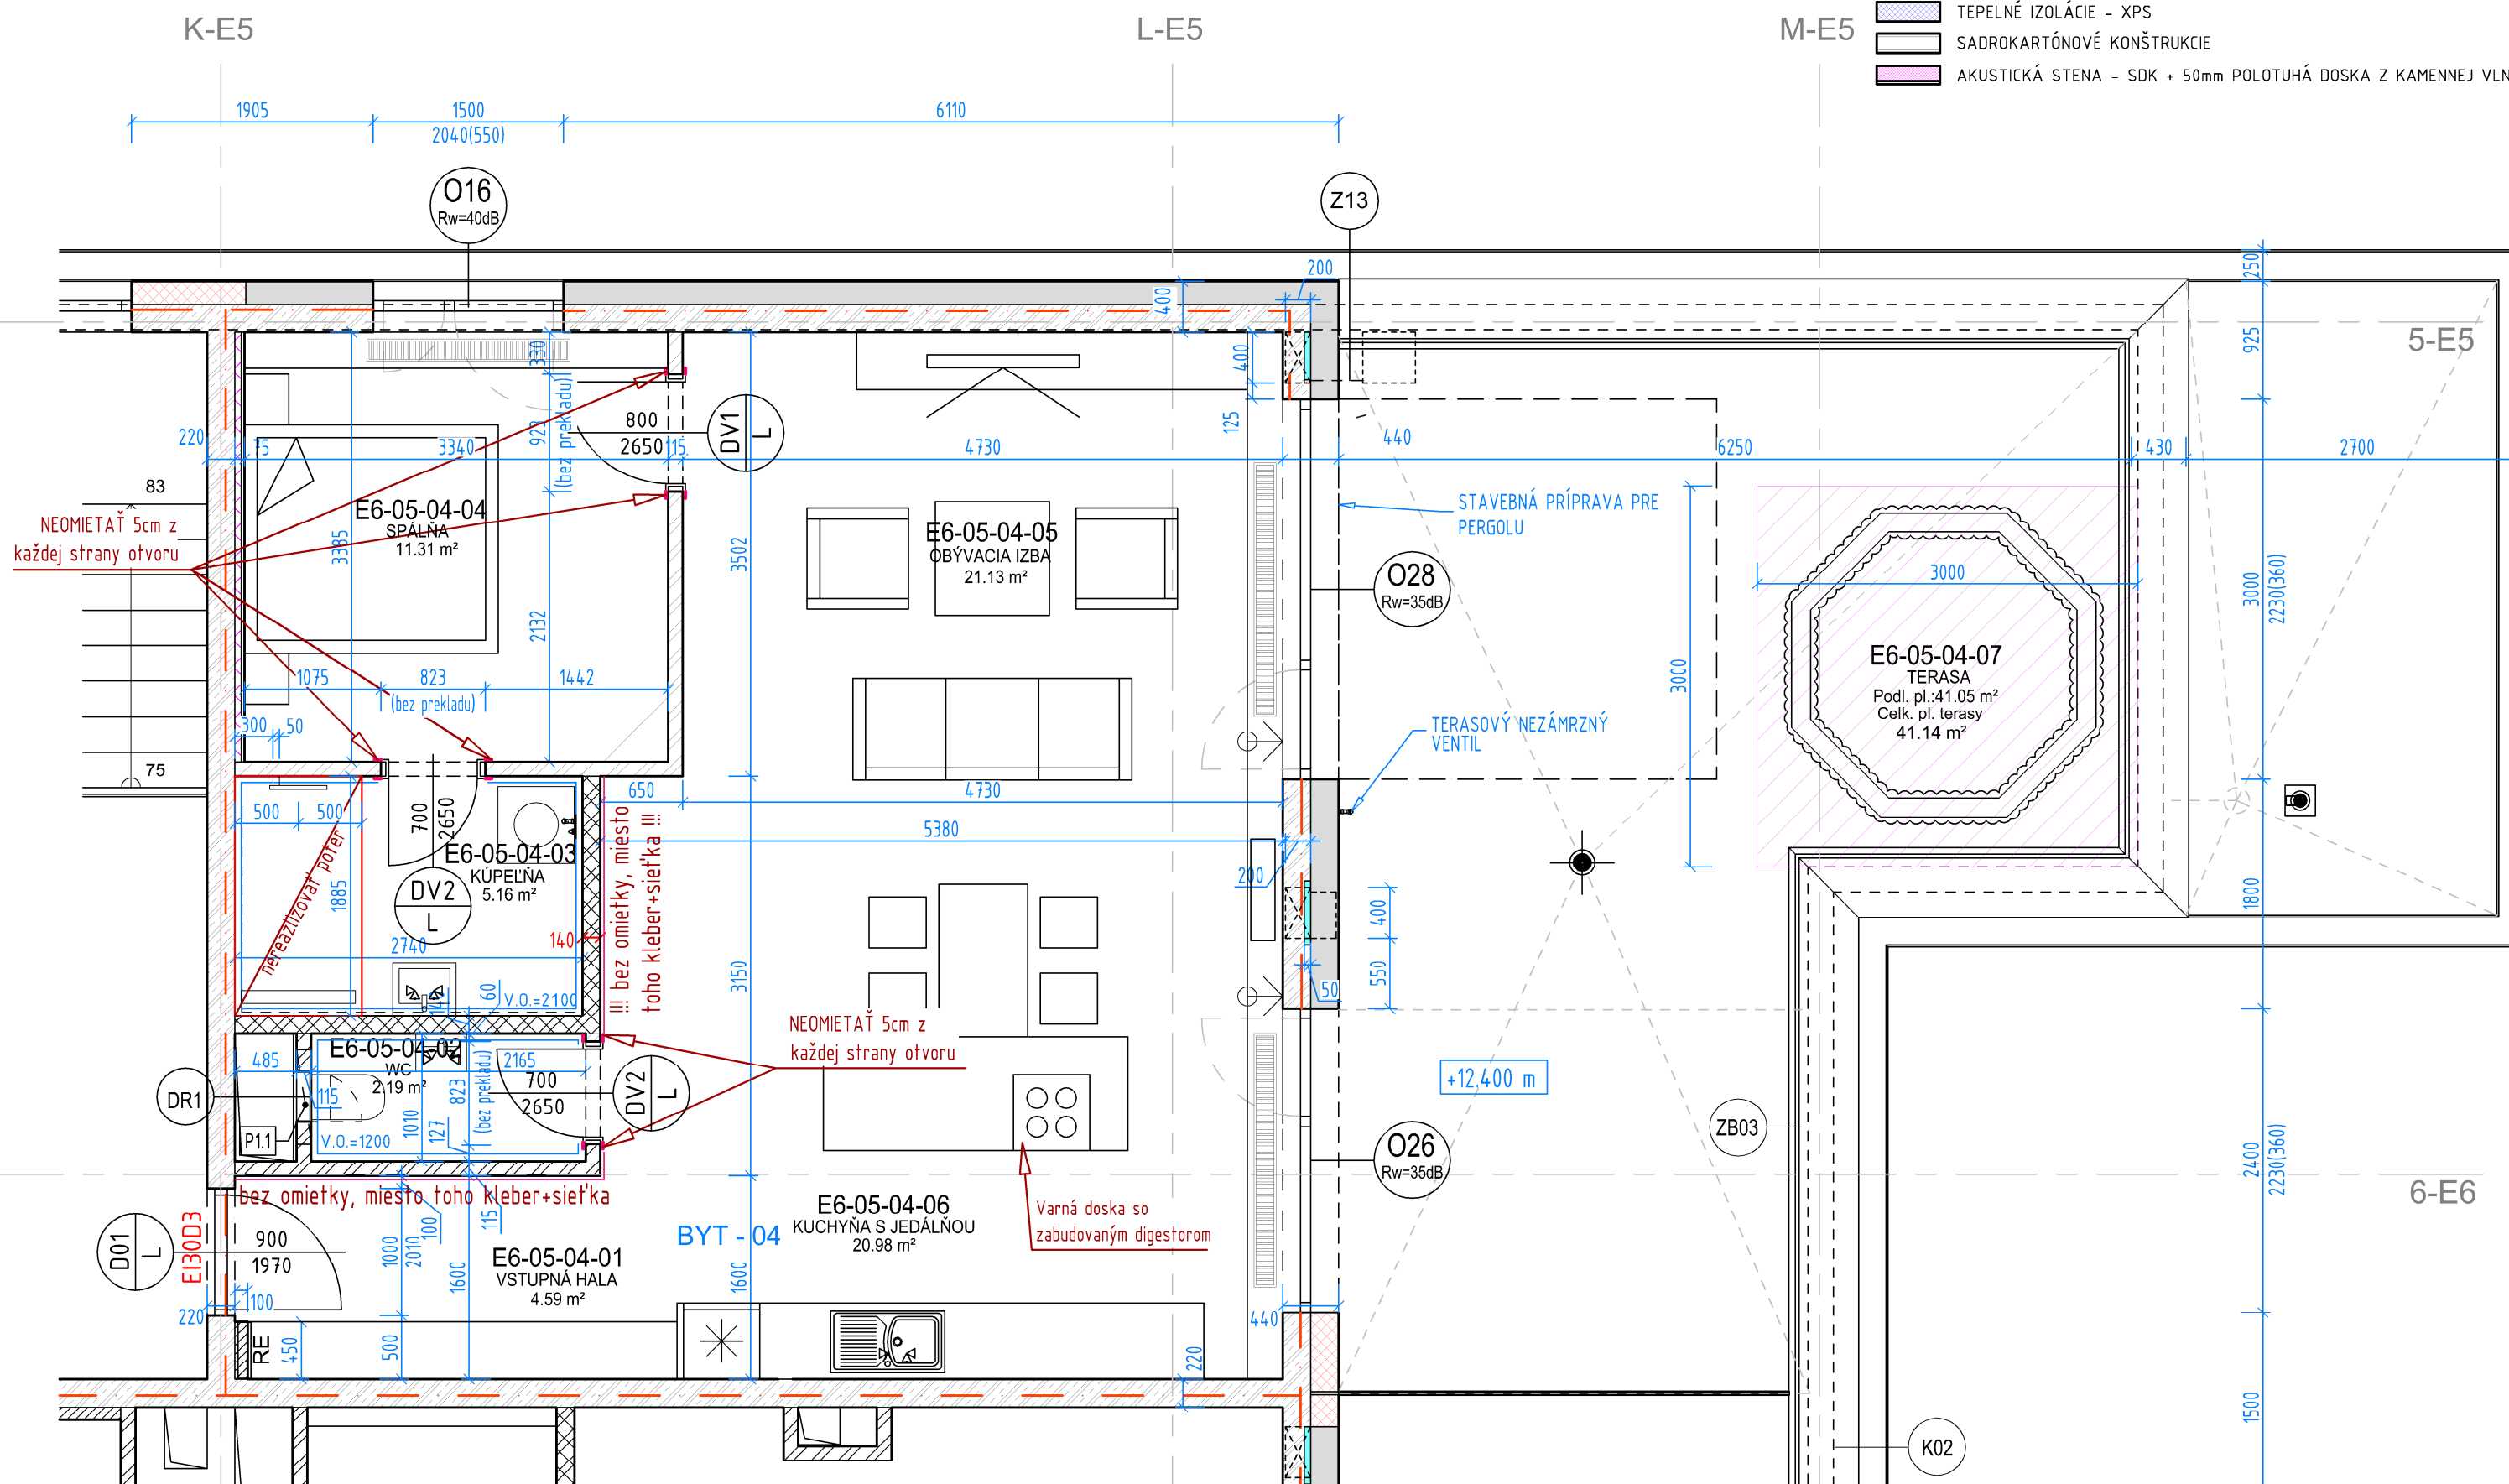 K-E5
L-E5
M-E5
TEPELNÉ IZOLÁCIE - XPS
SADROKARTÓNOVÉ KONŠTRUKCIE
AKUSTICKÁ STENA - SDK + 50mm POLOTUHÁ DOSKA Z KAMENNEJ VLN
1905
1500
2040(550)
6110
O16
Rw=40dB
Z13
200
400
250
925
5-E5
330
923
(bez prekladu)
400
125
800
2650
DV1
L
220
75
3340
115
4730
440
6250
430
2700
83
NEOMIETAŤ 5cm z
každej strany otvoru
E6-05-04-04
SPÁLŇA
11.31 m²
3385
3502
E6-05-04-05
OBÝVACIA IZBA
21.13 m²
STAVEBNÁ PRÍPRAVA PRE
PERGOLU
O28
Rw=35dB
3000
3000
3000
2230(360)
2132
1075
823
(bez prekladu)
1442
E6-05-04-07
TERASA
Podl. pl.:41.05 m²
Celk. pl. terasy
41.14 m²
300
50
TERASOVÝ NEZÁMRZNÝ
VENTIL
75
650
4730
500
500
700
2650
5380
nereazlizovať poter
1885
E6-05-04-03
KÚPEĽŇA
5.16 m²
DV2
L
!!! bez omietky, miesto
toho kleber+sieťka !!!
200
400
1800
2740
140
3150
550
50
60
V.O.=2100
NEOMIETAŤ 5cm z
každej strany otvoru
E6-05-04-02
WC
2.19 m²
485
2165
115
DR1
P1.1
V.O.=1200
1010
127
823
(bez prekladu)
700
2650
DV2
L
+12,400 m
ZB03
O26
Rw=35dB
2400
2230(360)
6-E6
bez omietky, miesto toho kleber+sieťka
D01
L
EI30D3
900
1970
1000
2010
100
1600
115
E6-05-04-01
VSTUPNÁ HALA
4.59 m²
BYT - 04
1600
E6-05-04-06
KUCHYŇA S JEDÁLŇOU
20.98 m²
Varná doska so
zabudovaným digestorom
220
100
440
RE
450
500
220
1500
K02